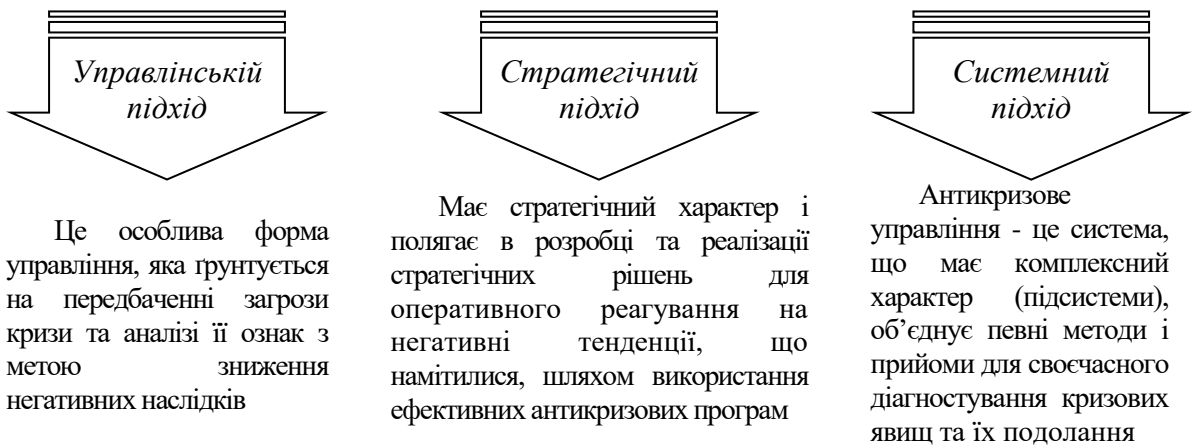 Управлінській
підхід
Це особлива форма
управління, яка ґрунтується
на передбаченні загрози
кризи та аналізі її ознак з
метою зниження
негативних наслідків
Стратегічний
підхід
Має стратегічний характер і
полягає в розробці та реалізації
стратегічних рішень для
оперативного реагування на
негативні тенденції, що
намітилися, шляхом використання
ефективних антикризових програм
Системний
підхід
Антикризове
управління - це система,
що має комплексний
характер (підсистеми),
об’єднує певні методи і
прийоми для своєчасного
діагностування кризових
явищ та їх подолання